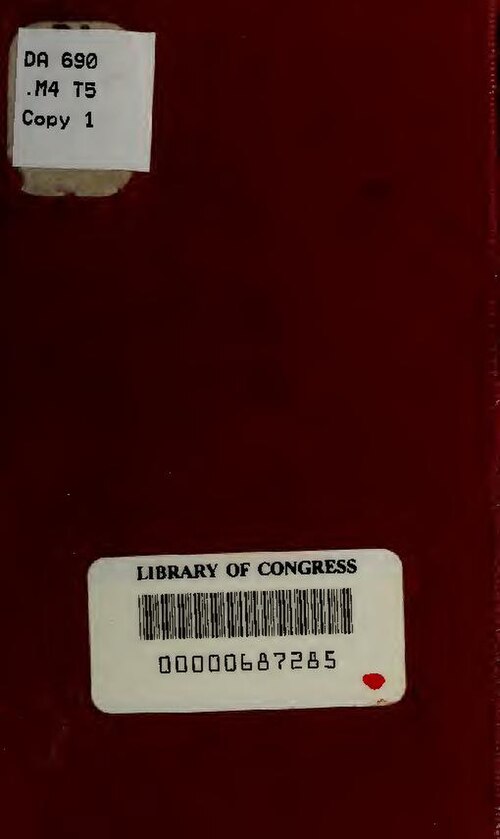 DA 690
.M4 T5
Copy 1
LIBRARY OF CONGRESS
00000687285